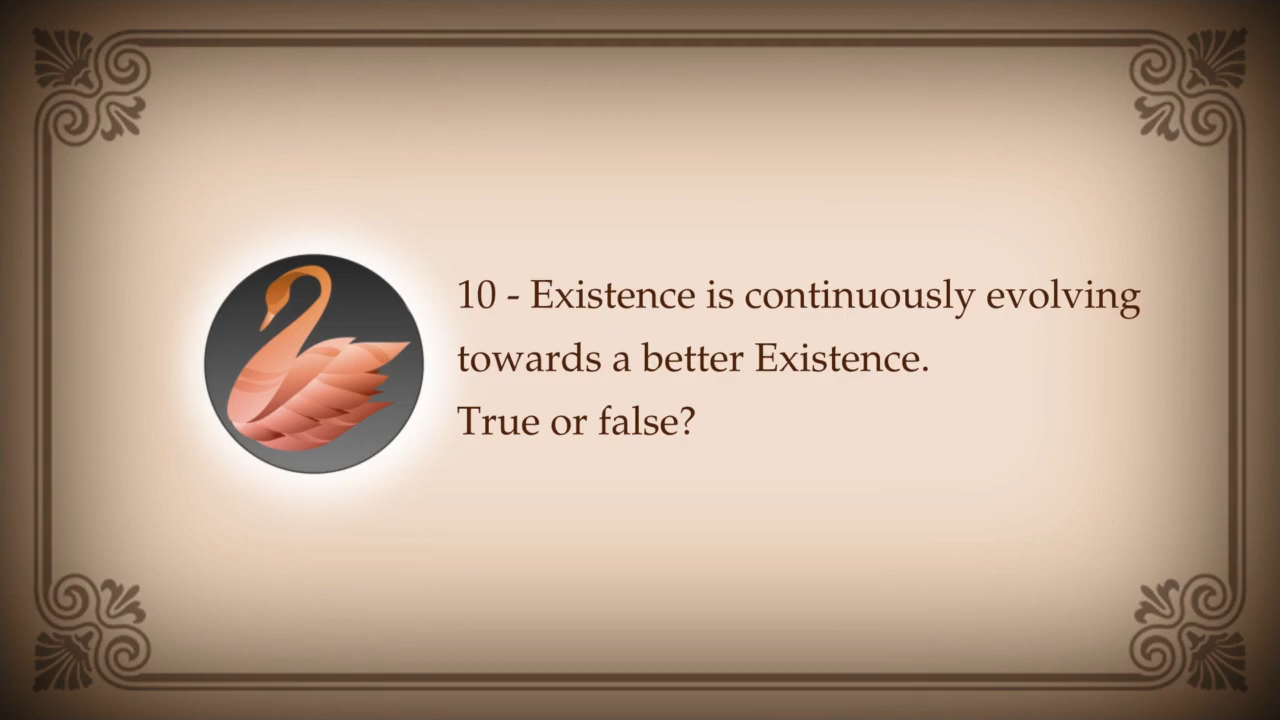 10 - Existence is continuously evolving
towards a better Existence.
True or false?